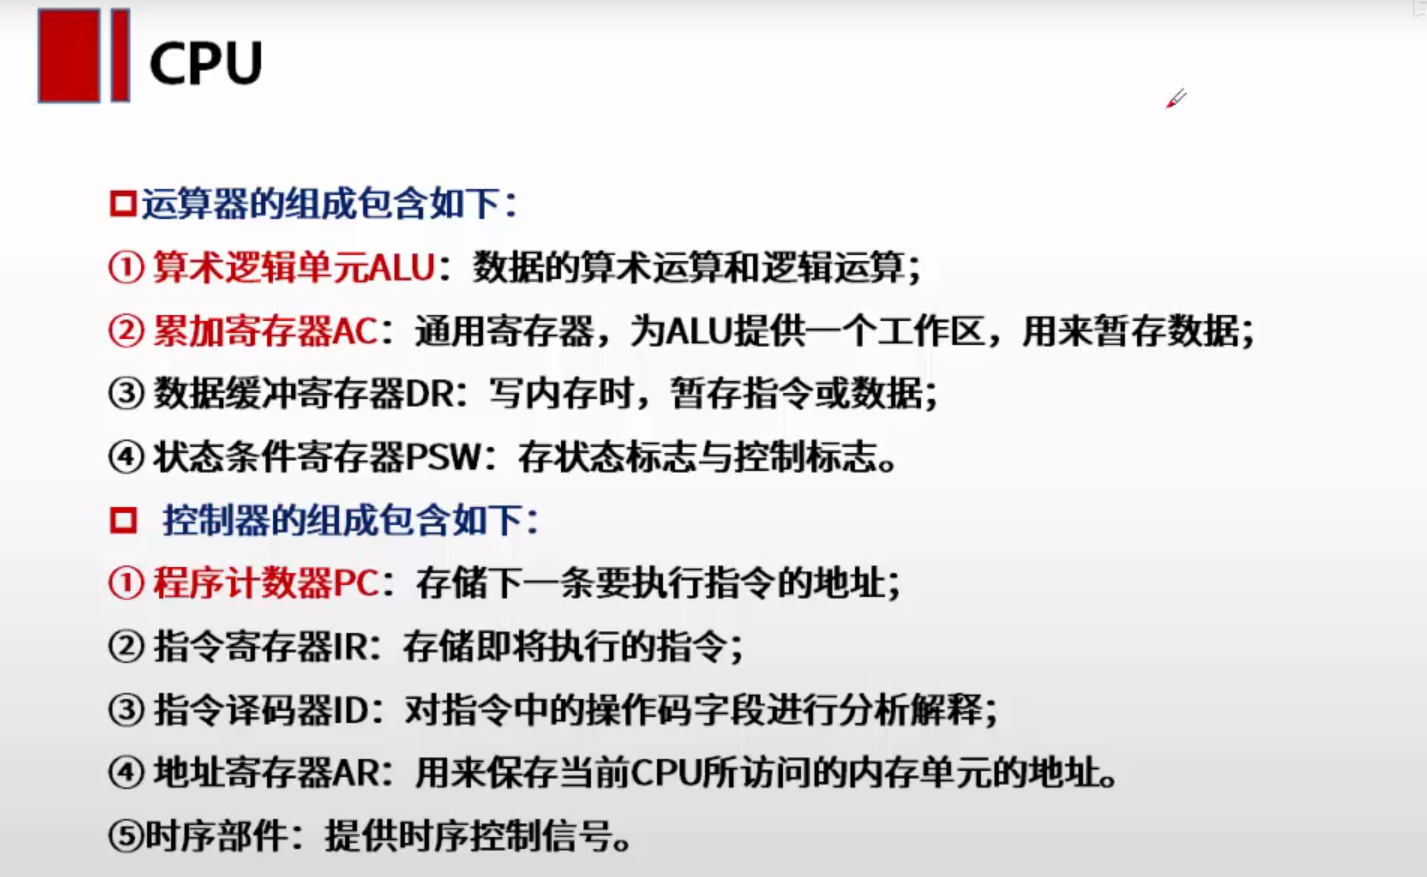 CPU
运算器的组成包含如下：
① 算术逻辑单元ALU：数据的算术运算和逻辑运算；
② 累加寄存器AC：通用寄存器，为ALU提供一个工作区，用来暂存数据；
③ 数据缓冲寄存器DR：写内存时，暂存指令或数据；
④ 状态条件寄存器PSW：存状态标志与控制标志。
控制器的组成包含如下：
① 程序计数器PC：存储下一条要执行指令的地址；
② 指令寄存器IR：存储即将执行的指令；
③ 指令译码器ID：对指令中的操作码字段进行分析解释；
④ 地址寄存器AR：用来保存当前CPU所访问的内存单元的地址。
⑤时序部件：提供时序控制信号。